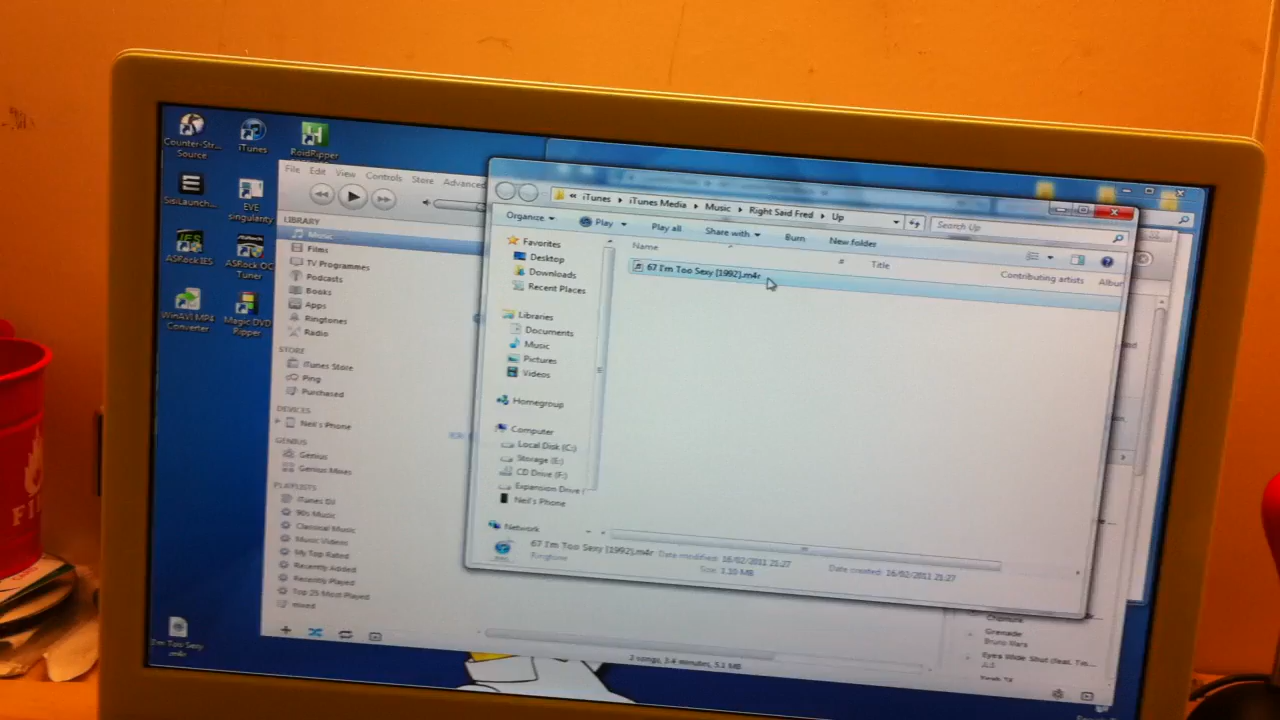 Counter-Str...
Source
iTunes
RoidRipper
SisLaunch...
EVE
singularity
ASRock IES
ASRock OC
Tuner
WinAVI MP4
Converter
Magic DVD
Ripper
I'm Too Sexy
.m4r
File Edit View Controls Store Advanced
LIBRARY
Music
Films
TV Programmes
Podcasts
Books
Apps
Ringtones
Radio
STORE
iTunes Store
Ping
Purchased
DEVICES
Neil's Phone
GENIUS
Genius
Genius Mixes
PLAYLISTS
iTunes DJ
90s Music
Classical Music
Music Videos
My Top Rated
Recently Added
Recently Played
Top 25 Most Played
mixed
« iTunes ▸ iTunes Media ▸ Music ▸ Right Said Fred ▸ Up
Search Up
Organize Play Play all Share with Burn New folder
Favorites
Desktop
Downloads
Recent Places
Libraries
Documents
Music
Pictures
Videos
Homegroup
Computer
Local Disk (C:)
Storage (E:)
CD Drive (F:)
Expansion Drive
Neil's Phone
Network
Name # Title Contributing artists Album
67 I'm Too Sexy [1992].m4r
67 I'm Too Sexy [1992].m4r Date modified: 16/02/2011 21:27 Date created: 16/02/2011 21:27
Ringtone Size: 1.10 MB
Grenade
Bruno Mars
Eyes Wide Shut (feat. Tin...
JLS
2 songs, 8.4 minutes, 5.1 MB